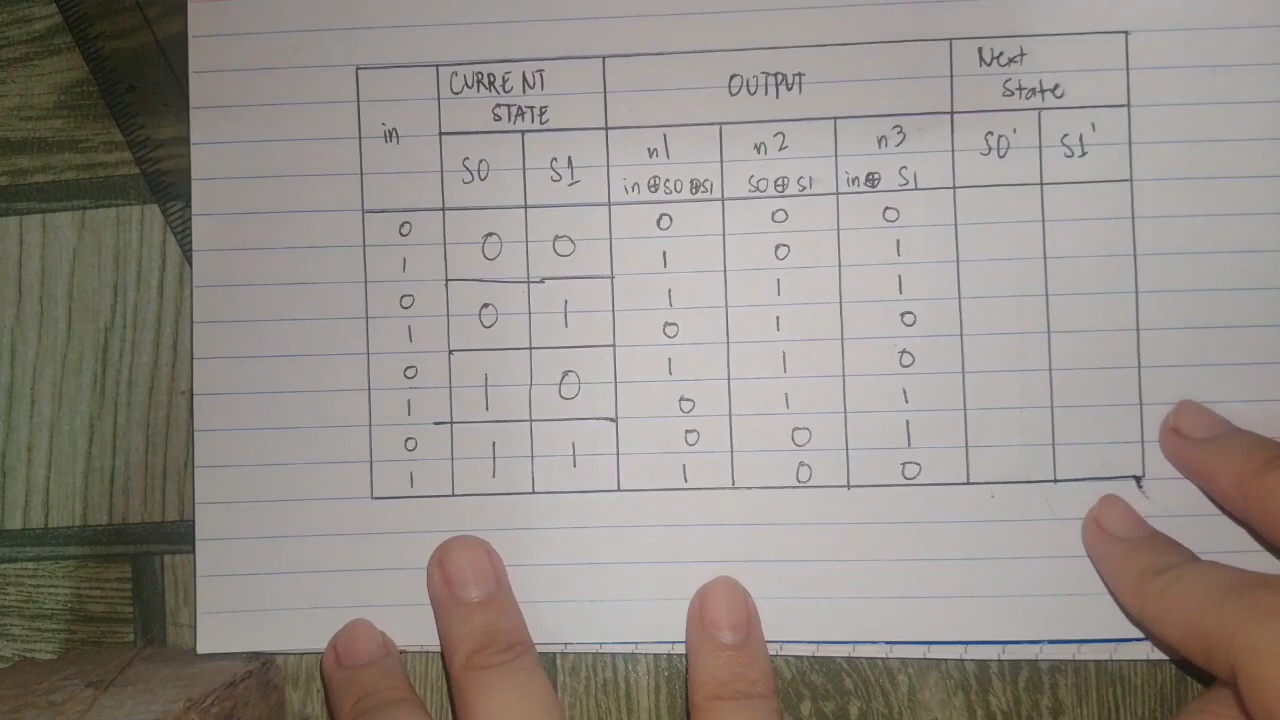 in CURRENT STATE OUTPUT Next State
S0 S1 n1 n2 n3 S0' S1'
in ⊕ S0 ⊕ S1 S0 ⊕ S1 in ⊕ S1
0 0 0 0 0 0
1 1 0 1
0 0 1 1 1 1
1 0 1 0
0 1 0 1 1 0
1 0 1 1
0 1 1 0 0 1
1 1 0 0